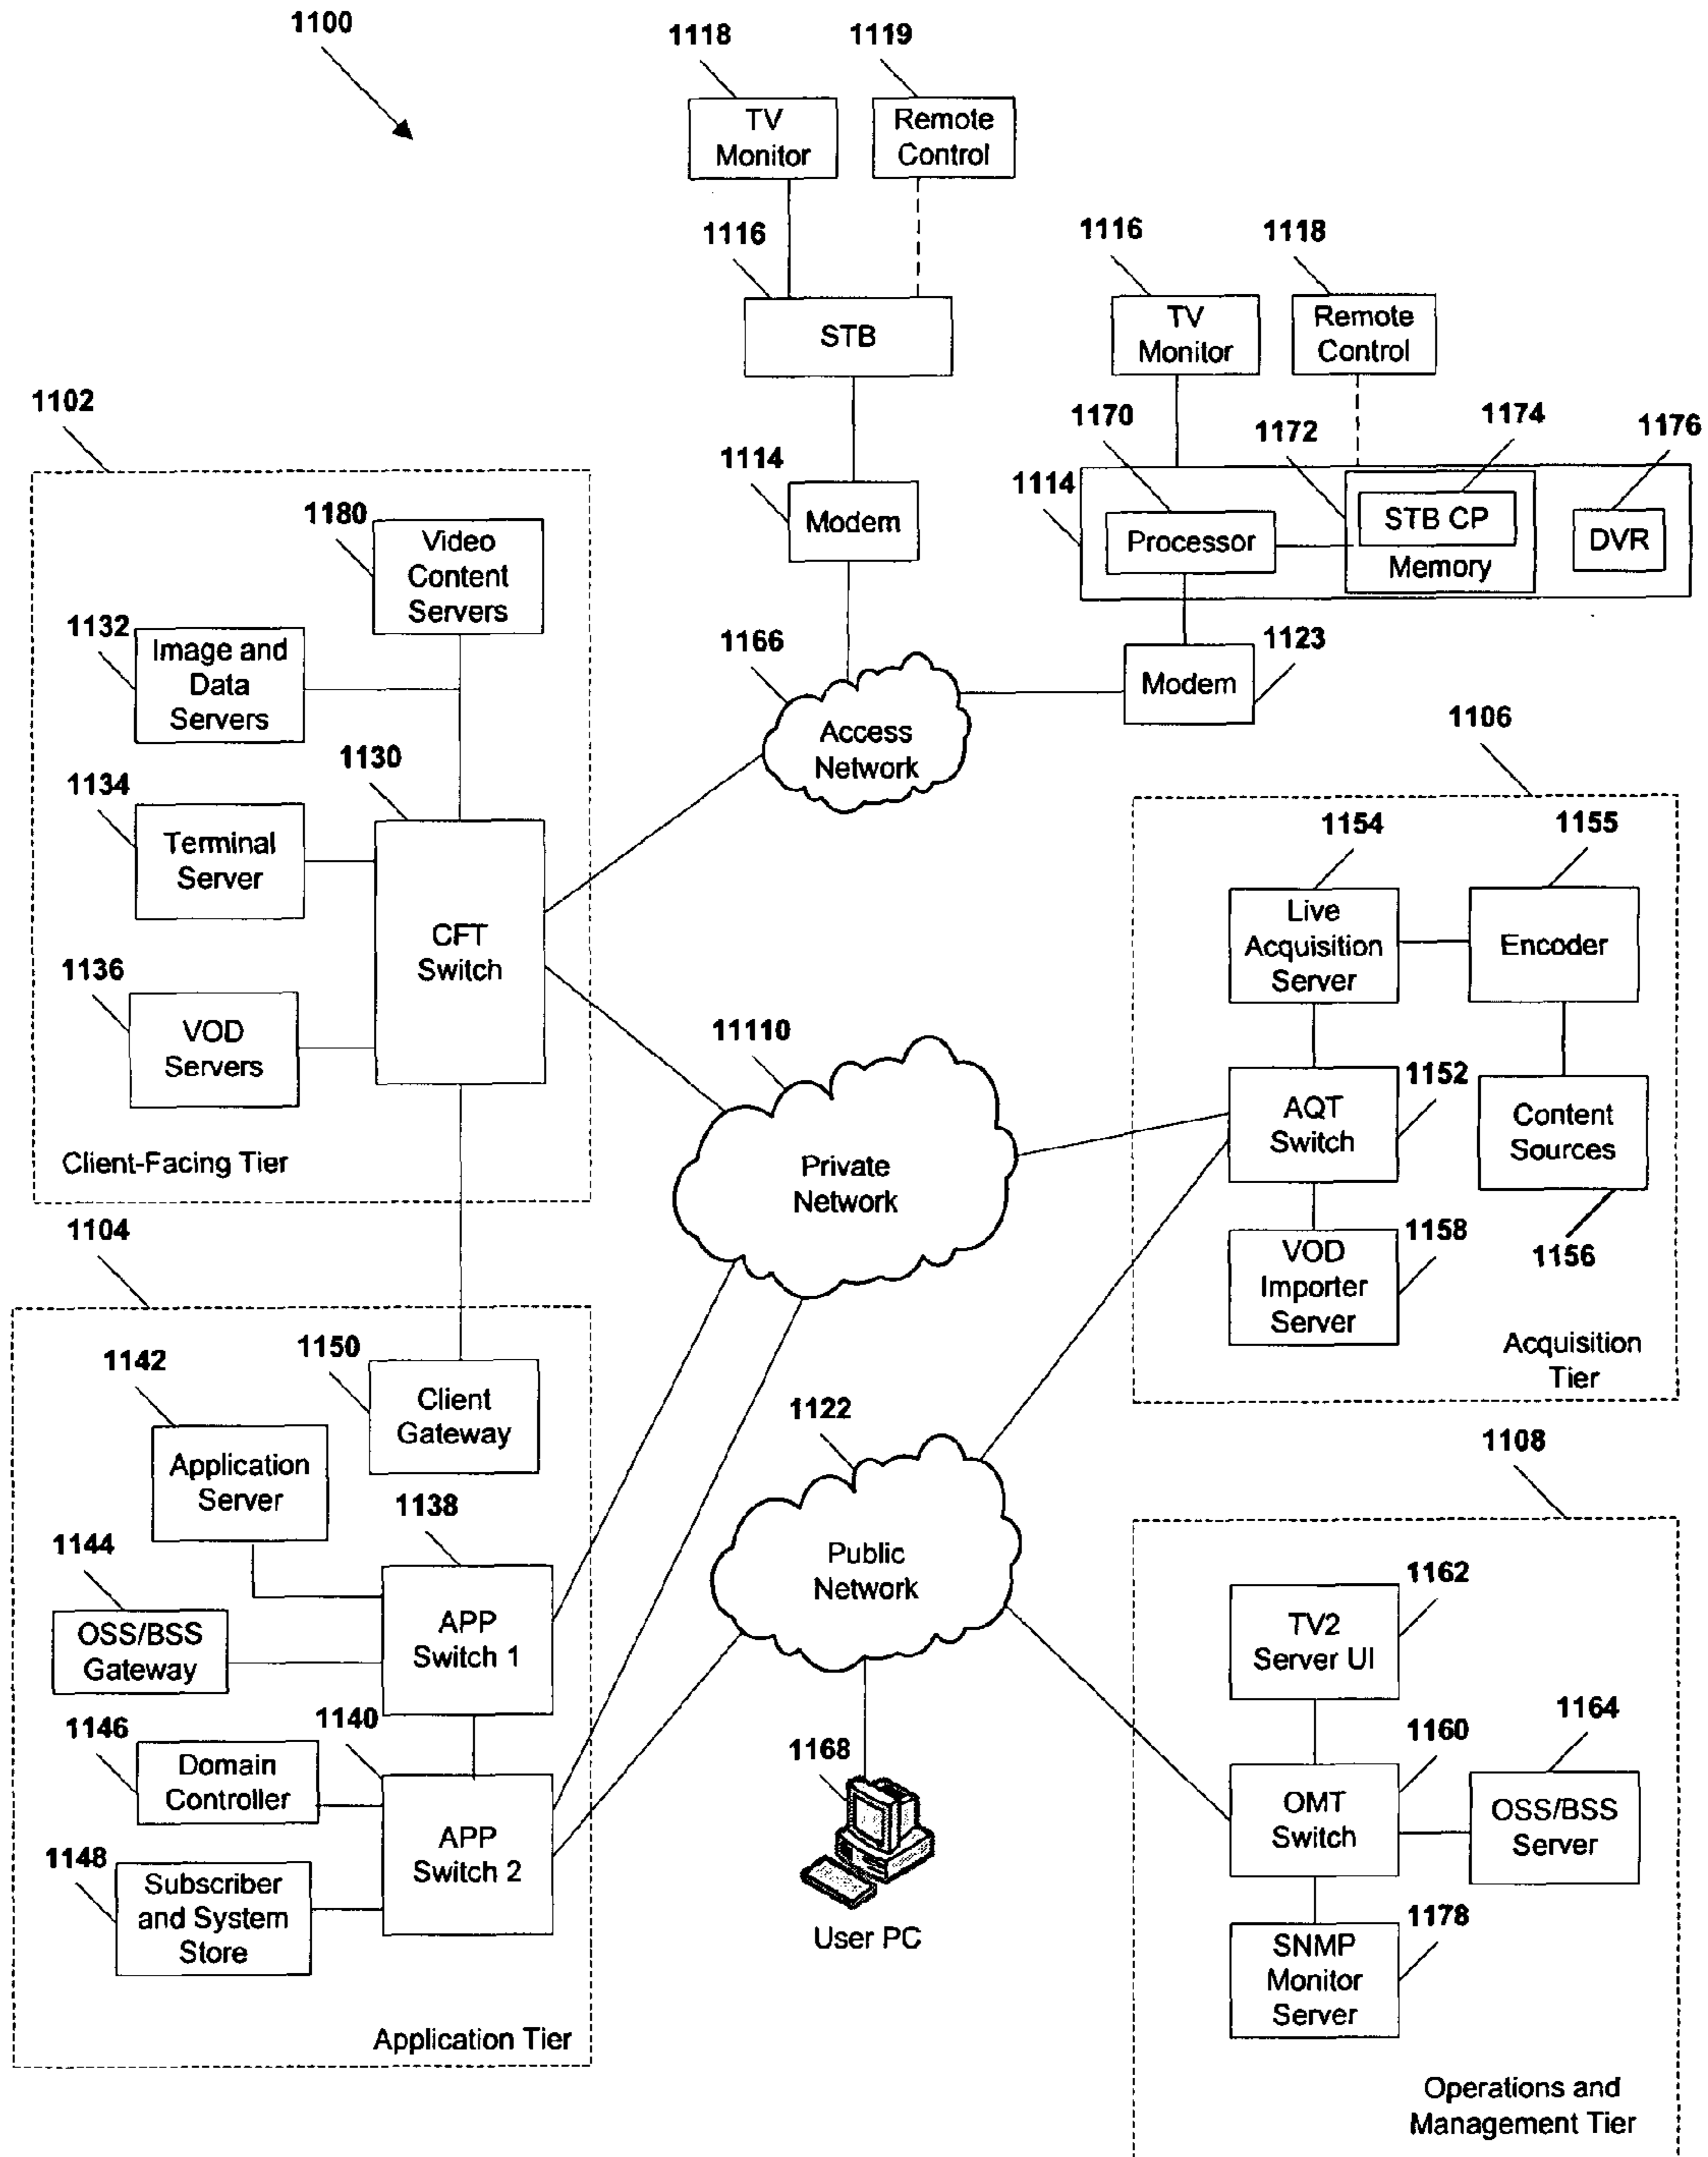 1100
1118
1119
TV
Monitor
Remote
Control
1116
STB
1116
1118
TV
Monitor
Remote
Control
1114
Modem
1170
1172
1174
1176
1114
Processor
STB CP
Memory
DVR
1123
Modem
1166
Access
Network
1102
1180
Video
Content
Servers
1132
Image and
Data
Servers
1130
1134
Terminal
Server
CFT
Switch
1136
VOD
Servers
Client-Facing Tier
1106
1154
1155
Live
Acquisition
Server
Encoder
1152
AQT
Switch
Content
Sources
1156
1158
VOD
Importer
Server
Acquisition
Tier
11110
Private
Network
1104
1142
1150
Client
Gateway
Application
Server
1138
1144
OSS/BSS
Gateway
APP
Switch 1
1146
1140
Domain
Controller
APP
Switch 2
1148
Subscriber
and System
Store
Application Tier
1122
Public
Network
1168
User PC
1108
1162
TV2
Server UI
1160
1164
OMT
Switch
OSS/BSS
Server
1178
SNMP
Monitor
Server
Operations and
Management Tier